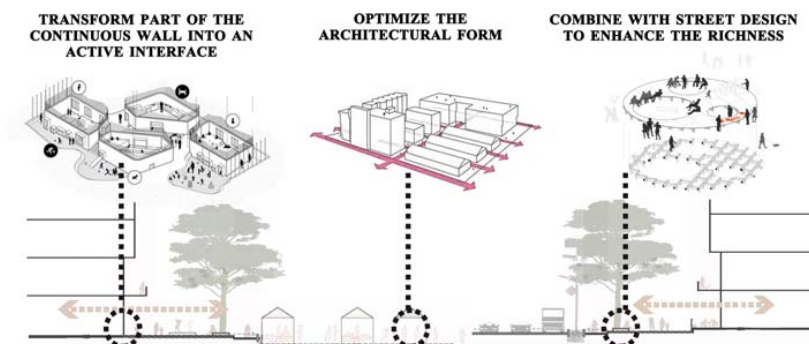 TRANSFORM PART OF THE
CONTINUOUS WALL INTO AN
ACTIVE INTERFACE
OPTIMIZE THE
ARCHITECTURAL FORM
COMBINE WITH STREET DESIGN
TO ENHANCE THE RICHNESS